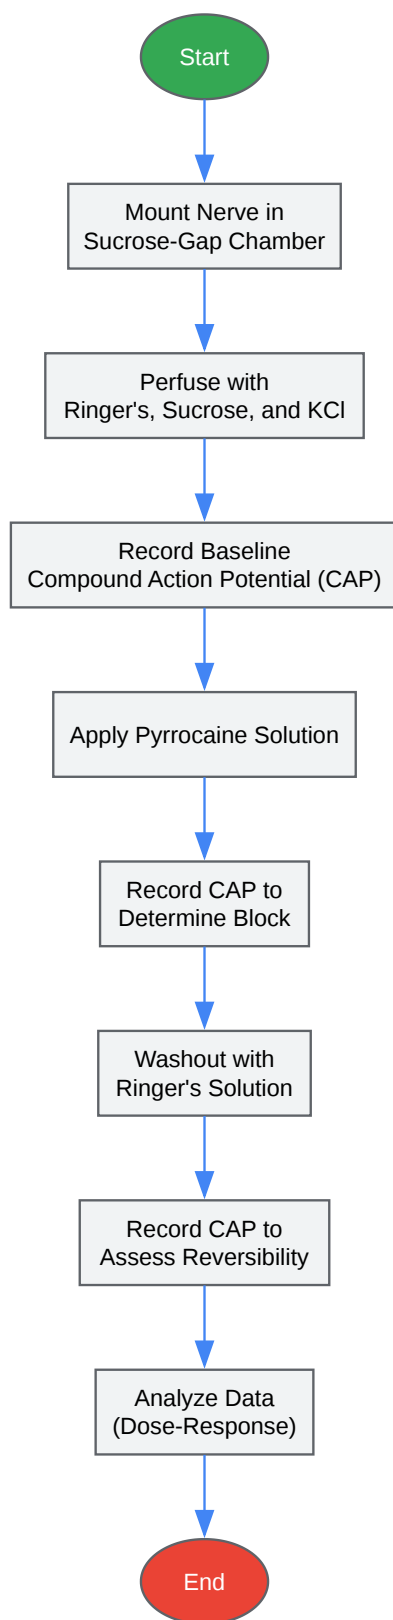 Start
Mount Nerve in
Sucrose-Gap Chamber
Perfuse with
Ringer's, Sucrose, and KCl
Record Baseline
Compound Action Potential (CAP)
Apply Pyrrocaine Solution
Record CAP to
Determine Block
Washout with
Ringer's Solution
Record CAP to
Assess Reversibility
Analyze Data
(Dose-Response)
End